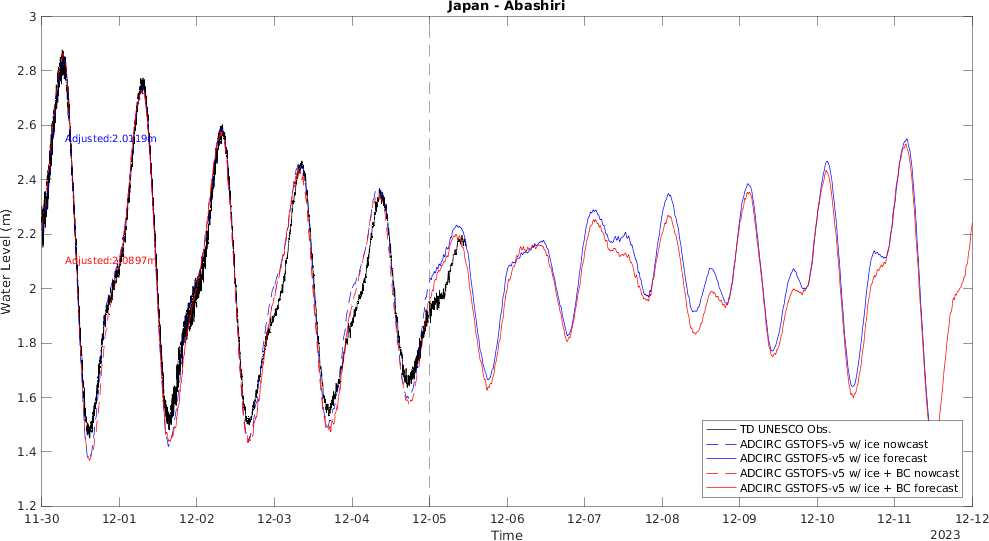 Japan - Abashiri
3
2.8
2.6
2.4
2.2
2
1.8
1.6
1.4
1.2
Water Level (m)
Adjusted:2.0119m
Adjusted:2.0897m
TD UNESCO Obs.
ADCIRC GSTOFS-v5 w/ ice nowcast
ADCIRC GSTOFS-v5 w/ ice forecast
ADCIRC GSTOFS-v5 w/ ice + BC nowcast
ADCIRC GSTOFS-v5 w/ ice + BC forecast
11-30 12-01 12-02 12-03 12-04 12-05 12-06 12-07 12-08 12-09 12-10 12-11 12-12
Time
2023